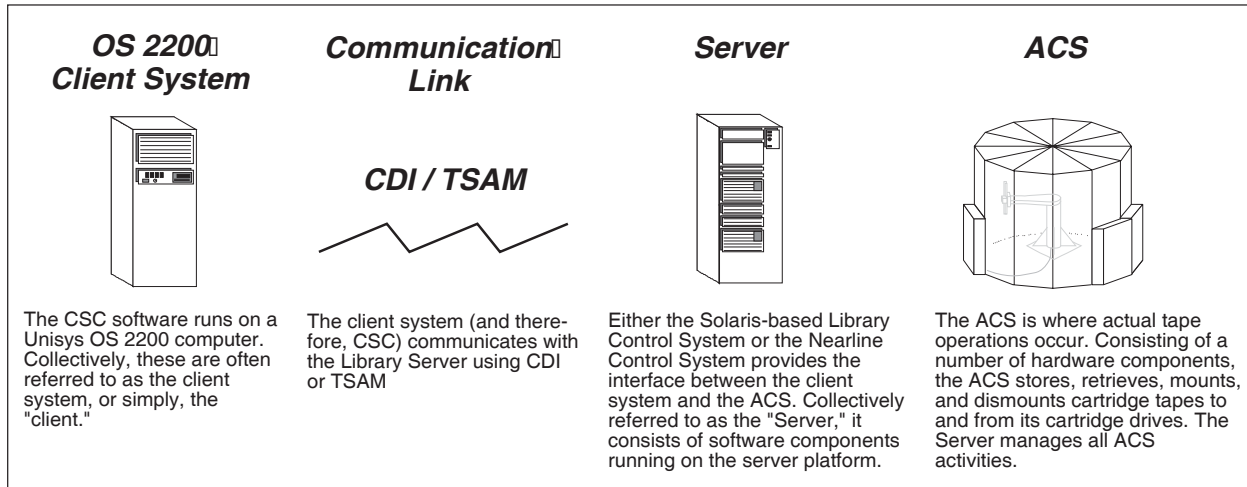 OS 2200
Client System
The CSC software runs on a
Unisys OS 2200 computer.
Collectively, these are often
referred to as the client
system, or simply, the
"client."
Communication
Link
CDI / TSAM
The client system (and there-
fore, CSC) communicates with
the Library Server using CDI
or TSAM
Server
Either the Solaris-based Library
Control System or the Nearline
Control System provides the
interface between the client
system and the ACS. Collectively
referred to as the "Server," it
consists of software components
running on the server platform.
ACS
The ACS is where actual tape
operations occur. Consisting of a
number of hardware components,
the ACS stores, retrieves, mounts,
and dismounts cartridge tapes to
and from its cartridge drives. The
Server manages all ACS
activities.